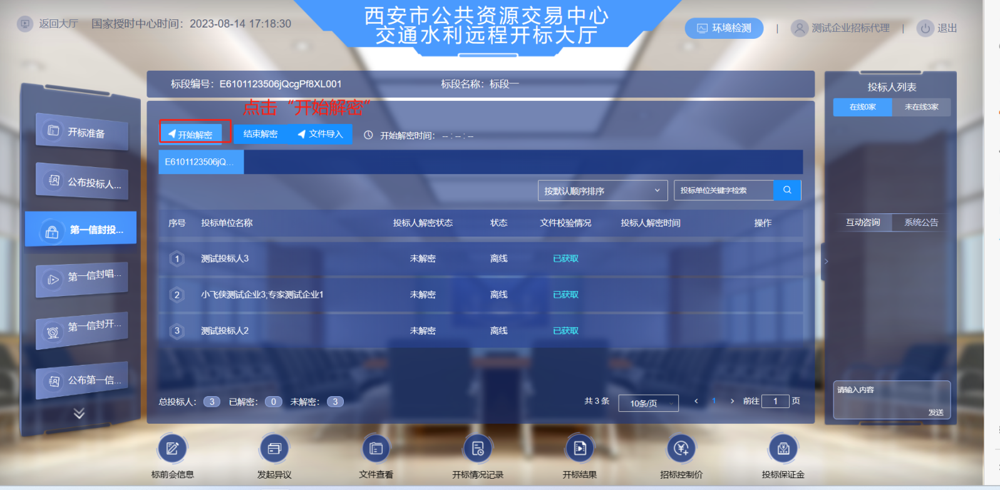 返回大厅
国家授时中心时间：2023-08-14 17:18:30
西安市公共资源交易中心
交通水利远程开标大厅
环境检测
测试企业招标代理
退出
标段编号：E6101123506jQcgPf8XL001
标段名称：标段一
点击“开始解密”
开始解密
结束解密
文件导入
开始解密时间：-- : -- : --
E6101123506jQ...
按默认顺序排序
投标单位关键字检索
序号 投标单位名称 投标人解密状态 状态 文件校验情况 投标人解密时间 操作
1 测试投标人3 未解密 离线 已获取
2 小飞侠测试企业3;专家测试企业1 未解密 离线 已获取
3 测试投标人2 未解密 离线 已获取
总投标人： 3 已解密： 0 未解密： 3
共 3 条 10条/页 < 1 > 前往 1 页
开标准备
公布投标人...
第一信封投...
第一信封唱...
第一信封开...
公布第一信...
投标人列表
在线0家 未在线3家
互动咨询 系统公告
请输入内容
发送
标前会信息
发起异议
文件查看
开标情况记录
开标结果
招标控制价
投标保证金